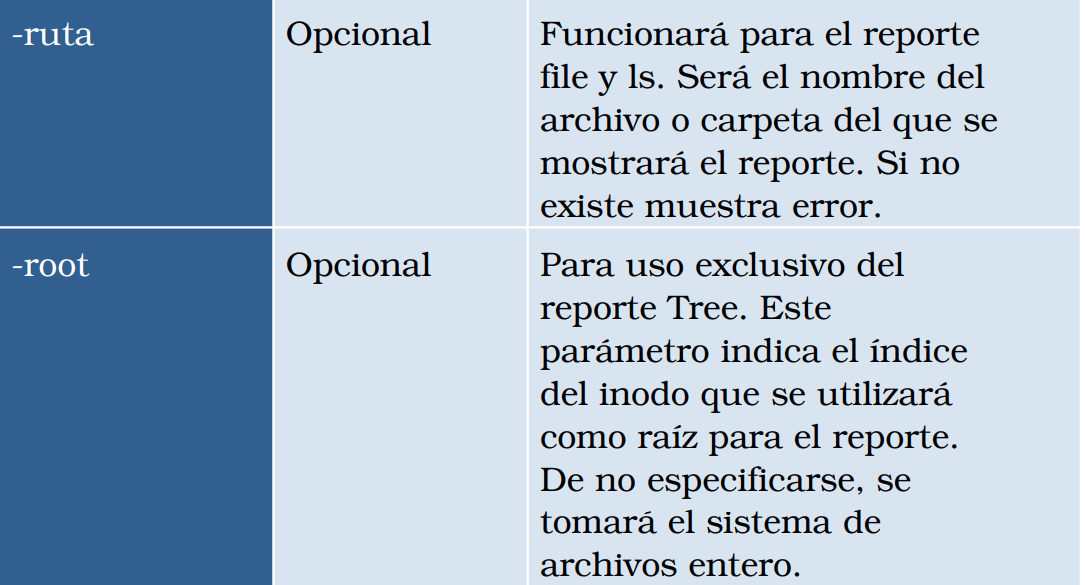 -ruta
Opcional
Funcionará para el reporte
file y ls. Será el nombre del
archivo o carpeta del que se
mostrará el reporte. Si no
existe muestra error.
-root
Opcional
Para uso exclusivo del
reporte Tree. Este
parámetro indica el índice
del inodo que se utilizará
como raíz para el reporte.
De no especificarse, se
tomará el sistema de
archivos entero.